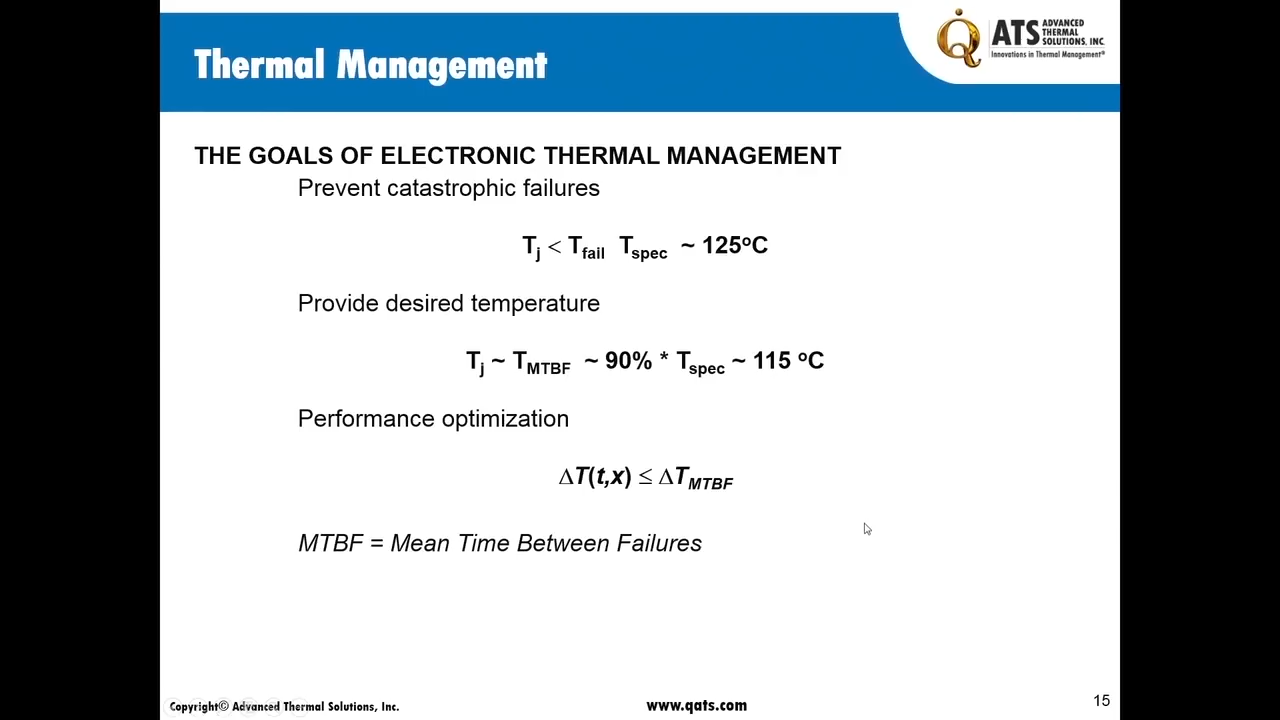 Thermal Management
ATS ADVANCED THERMAL SOLUTIONS, INC.
Innovations in Thermal Management®
THE GOALS OF ELECTRONIC THERMAL MANAGEMENT
Prevent catastrophic failures
Tj < Tfail Tspec ~ 125ºC
Provide desired temperature
Tj ~ TMTBF ~ 90% * Tspec ~ 115 ºC
Performance optimization
ΔT(t,x) ≤ ΔTMTBF
MTBF = Mean Time Between Failures
Copyright© Advanced Thermal Solutions, Inc.
www.qats.com
15